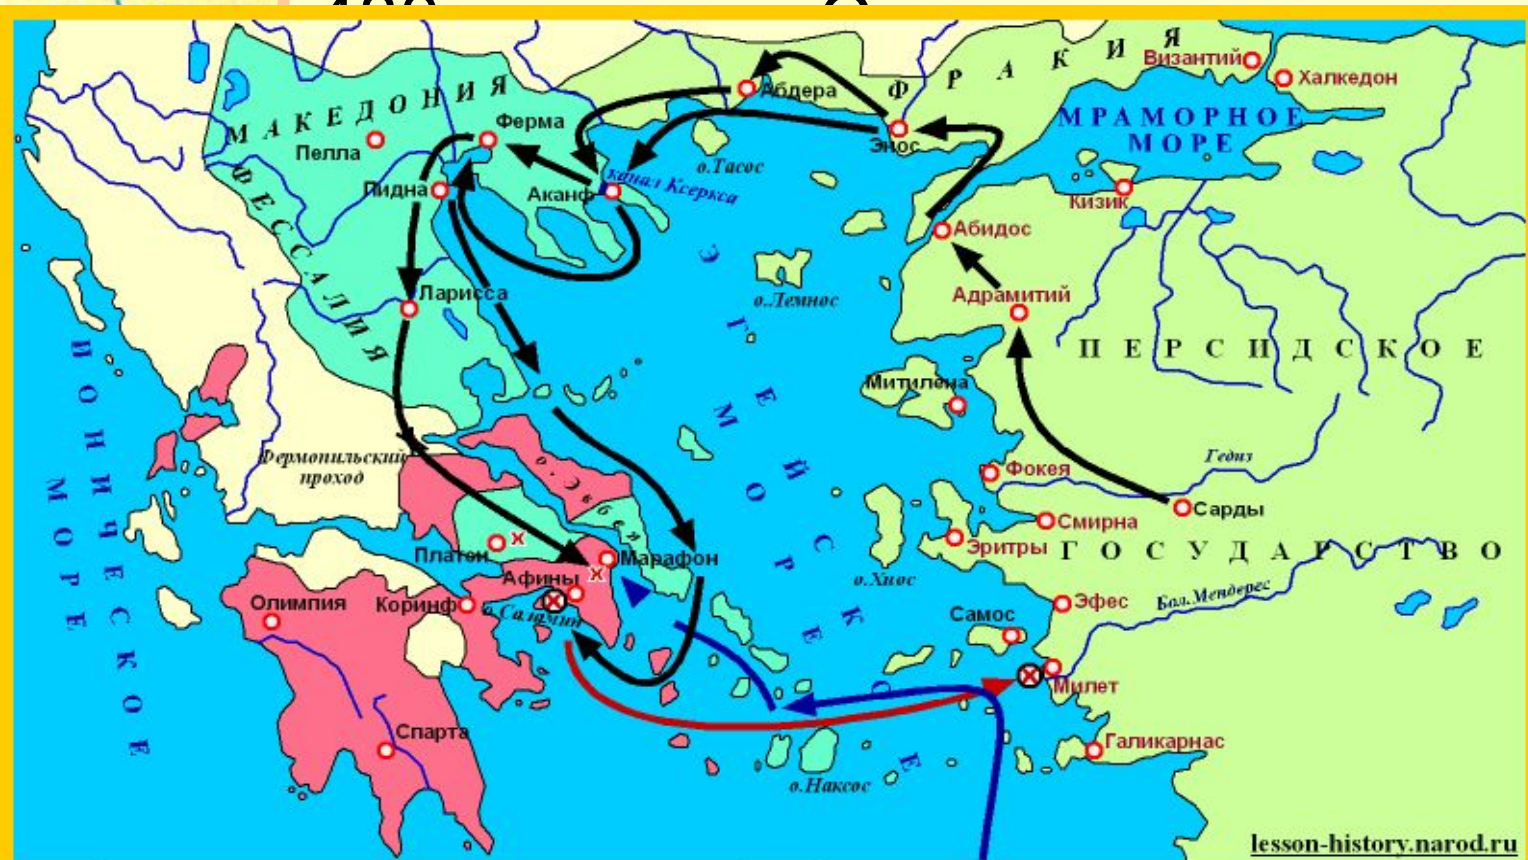 МАКЕДОНИЯ
ФРАКИЯ
Византий
Халкедон
МРАМОРНОЕ
МОРЕ
Абдера
Ферма
Пелла
Энос
о.Тасос
канал Ксеркса
Пидна
Аканф
Кизик
ФЕССАЛИЯ
Абидос
Ларисса
о.Лемнос
Адрамитий
ПЕРСИДСКОЕ
ГОСУДАРСТВО
ЭГЕЙСКОЕ
МОРЕ
ИОНИЧЕСКОЕ
МОРЕ
Митилена
Фермопильский
проход
о.Эвбея
Фокея
Гедиз
Сарды
Смирна
Эритры
о.Хиос
Платеи
Марафон
Афины
о.Саламин
Олимпия
Коринф
Самос
Эфес
Бол.Мендерес
Милет
Спарта
Галикарнас
о.Наксос
lesson-history.narod.ru